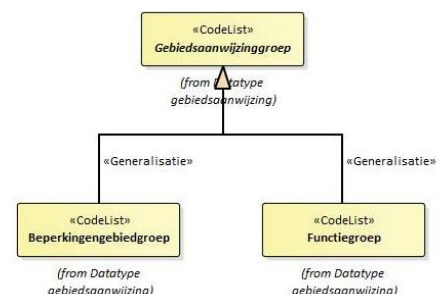 «CodeList»
Gebiedsaanwijzinggroep
(from Datatype
gebiedsaanwijzing)
«Generalisatie»
«Generalisatie»
«CodeList»
Beperkingengebiedgroep
«CodeList»
Functiegroep
(from Datatype
gebiedsaanwijzing)
(from Datatype
gebiedsaanwijzing)